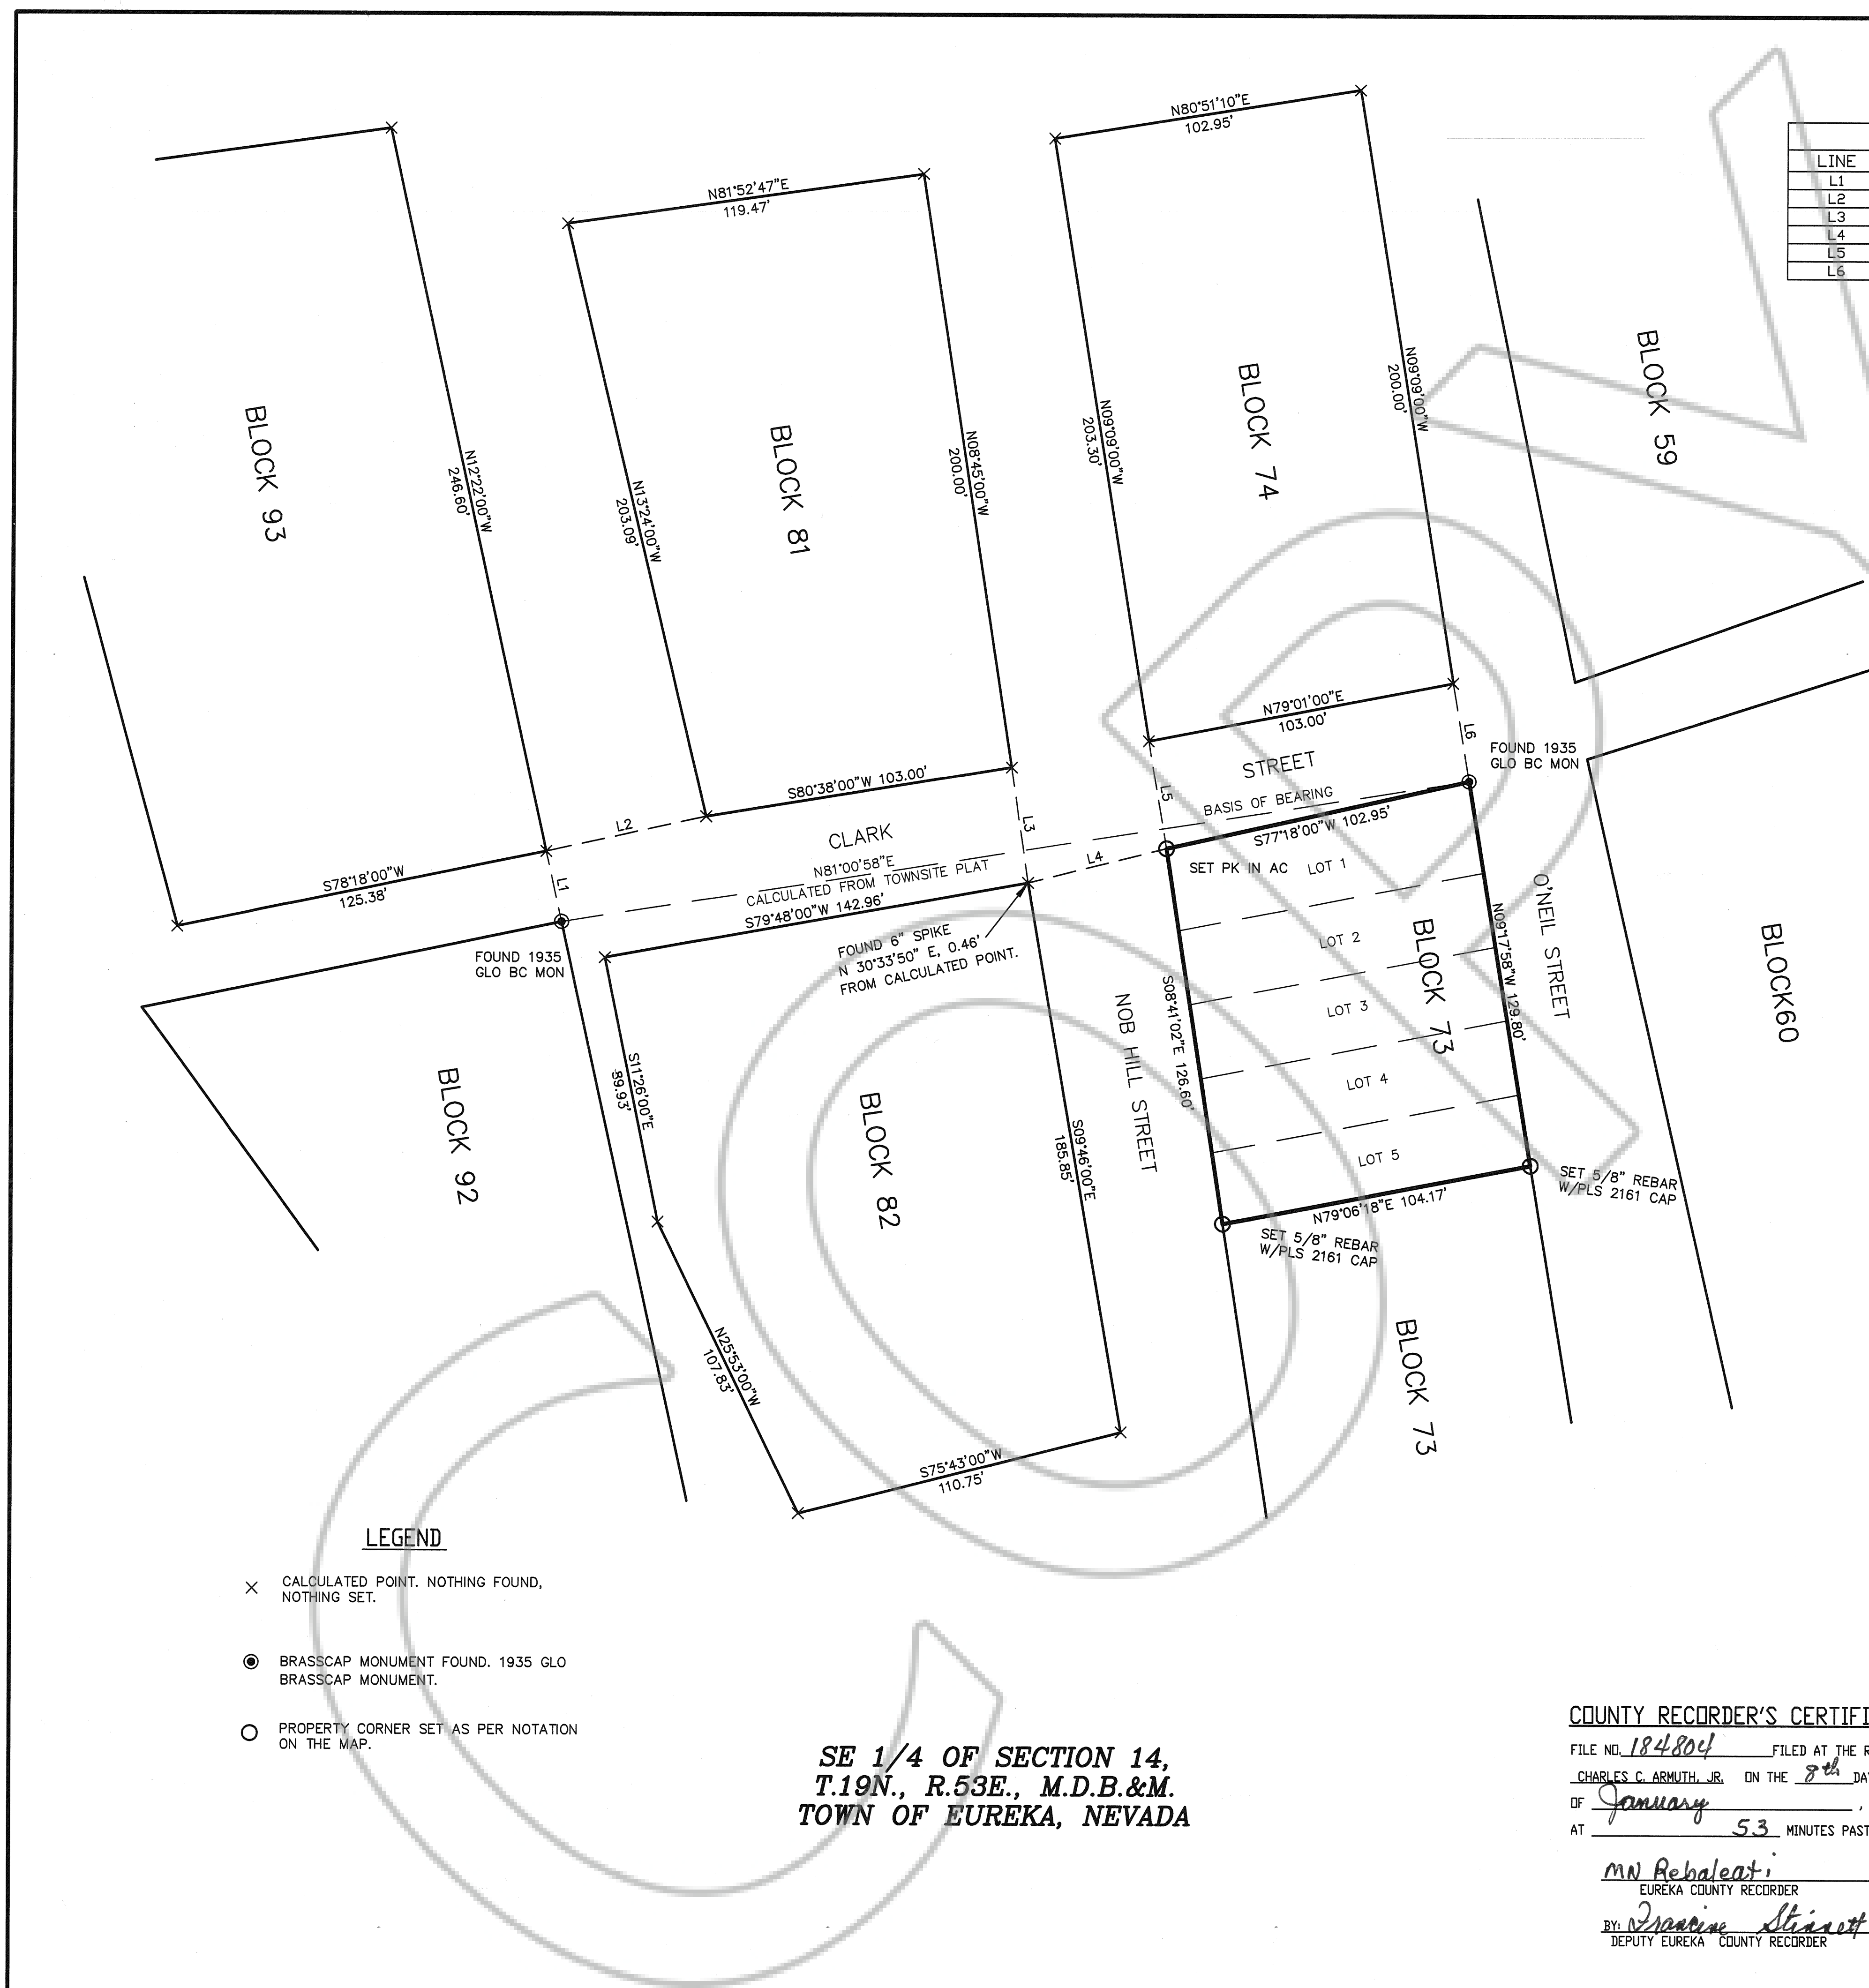 N80°51'10"E
102.95'
N81°52'47"E
119.47'
LINE
L1
L2
L3
L4
L5
L6
BLOCK 93
N12°22'00"W
246.60'
N13°24'00"W
203.09'
BLOCK 81
N08°45'00"W
200.00'
N09°09'00"W
203.30'
BLOCK 74
N09°09'00"W
200.00'
BLOCK 59
N79°01'00"E
103.00'
L6
FOUND 1935
GLO BC MON
STREET
L5
BASIS OF BEARING
S77°18'00"W 102.95'
S80°38'00"W 103.00'
L2
CLARK
L3
L4
N81°00'58"E
CALCULATED FROM TOWNSITE PLAT
S79°48'00"W 142.96'
S78°18'00"W
125.38'
L1
FOUND 1935
GLO BC MON
FOUND 6" SPIKE
N 30°33'50" E, 0.46'
FROM CALCULATED POINT.
SET PK IN AC
LOT 1
LOT 2
LOT 3
LOT 4
LOT 5
BLOCK 73
N09°17'58"W 129.80'
O'NEIL STREET
BLOCK60
S08°41'02"E 126.60'
NOB HILL STREET
S11°26'00"E
89.93'
BLOCK 92
BLOCK 82
S09°46'00"E
185.85'
N79°06'18"E 104.17'
SET 5/8" REBAR
W/PLS 2161 CAP
SET 5/8" REBAR
W/PLS 2161 CAP
BLOCK 73
N25°53'00"W
107.83'
S75°43'00"W
110.75'
LEGEND
CALCULATED POINT. NOTHING FOUND,
NOTHING SET.
BRASSCAP MONUMENT FOUND. 1935 GLO
BRASSCAP MONUMENT.
PROPERTY CORNER SET AS PER NOTATION
ON THE MAP.
SE 1/4 OF SECTION 14,
T.19N., R.53E., M.D.B.&M.
TOWN OF EUREKA, NEVADA
COUNTY RECORDER'S CERTIFI
FILE NO. 184804 FILED AT THE R
CHARLES C. ARMUTH, JR. ON THE 8th DA
OF January ,
AT 53 MINUTES PAST
MN Rebaleati
EUREKA COUNTY RECORDER
BY: Francine Stinnett
DEPUTY EUREKA COUNTY RECORDER
COPY